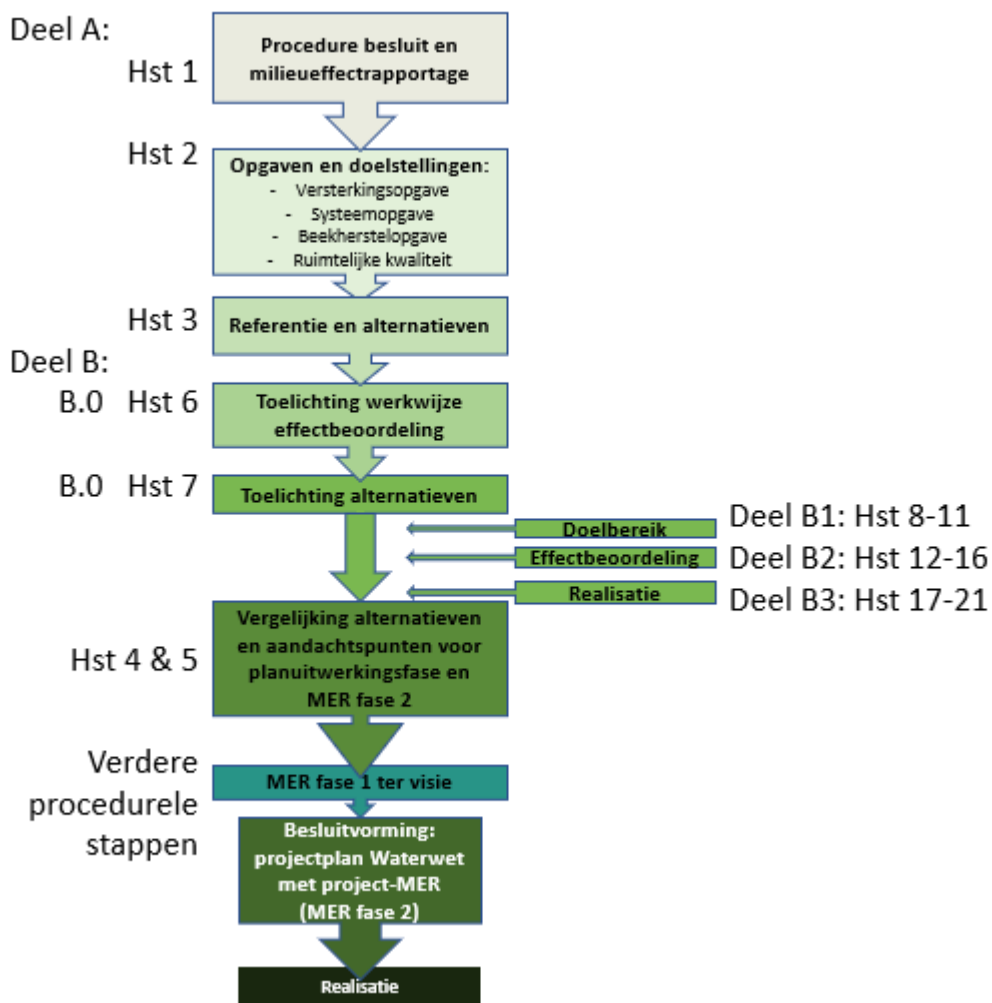 Deel A:
Hst 1
Procedure besluit en
milieueffectrapportage
Hst 2
Opgaven en doelstellingen:
- Versterkingsopgave
- Systeemopgave
- Beekherstelopgave
- Ruimtelijke kwaliteit
Hst 3
Referentie en alternatieven
Deel B:
B.0 Hst 6
Toelichting werkwijze
effectbeoordeling
B.0 Hst 7
Toelichting alternatieven
Doelbereik
Deel B1: Hst 8-11
Effectbeoordeling
Deel B2: Hst 12-16
Realisatie
Deel B3: Hst 17-21
Hst 4 & 5
Vergelijking alternatieven
en aandachtspunten voor
planuitwerkingsfase en
MER fase 2
Verdere
procedurele
stappen
MER fase 1 ter visie
Besluitvorming:
projectplan Waterwet
met project-MER
(MER fase 2)
Realisatie